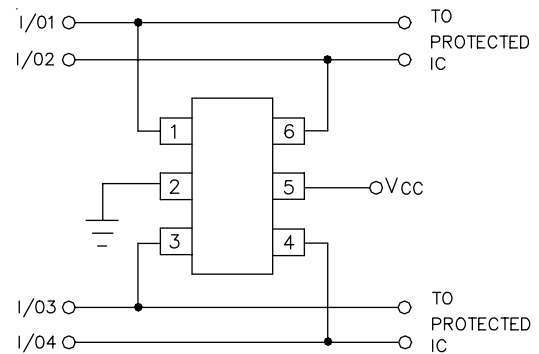 I/01
TO
PROTECTED
IC
I/02
1
6
2
5
VCC
3
4
I/03
TO
PROTECTED
IC
I/04